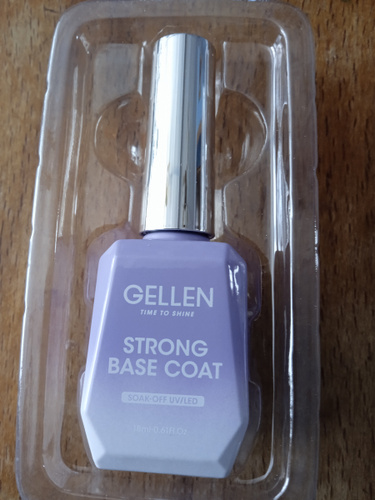 GELLEN
TIME TO SHINE
STRONG
BASE COAT
SOAK-OFF UV/LED